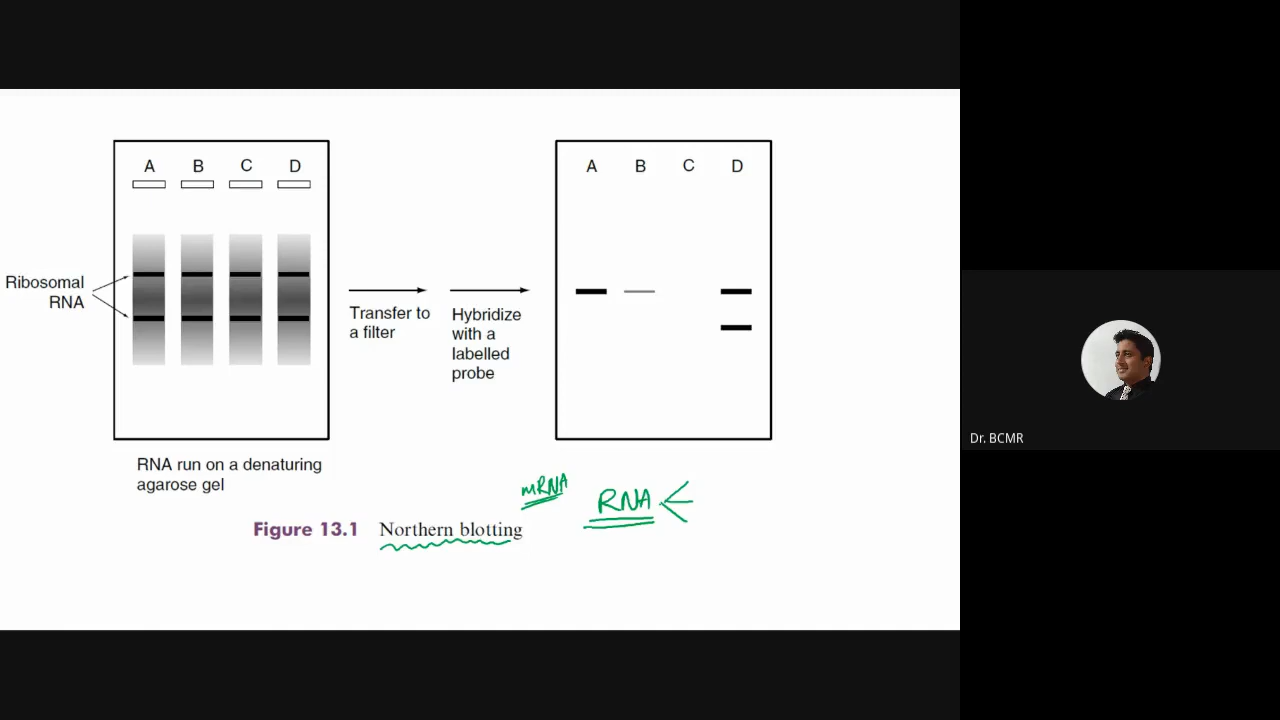 A B C D
A B C D
Ribosomal
RNA
Transfer to
a filter
Hybridize
with a
labelled
probe
RNA run on a denaturing
agarose gel
mRNA
RNA
Figure 13.1 Northern blotting
Dr. BCMR